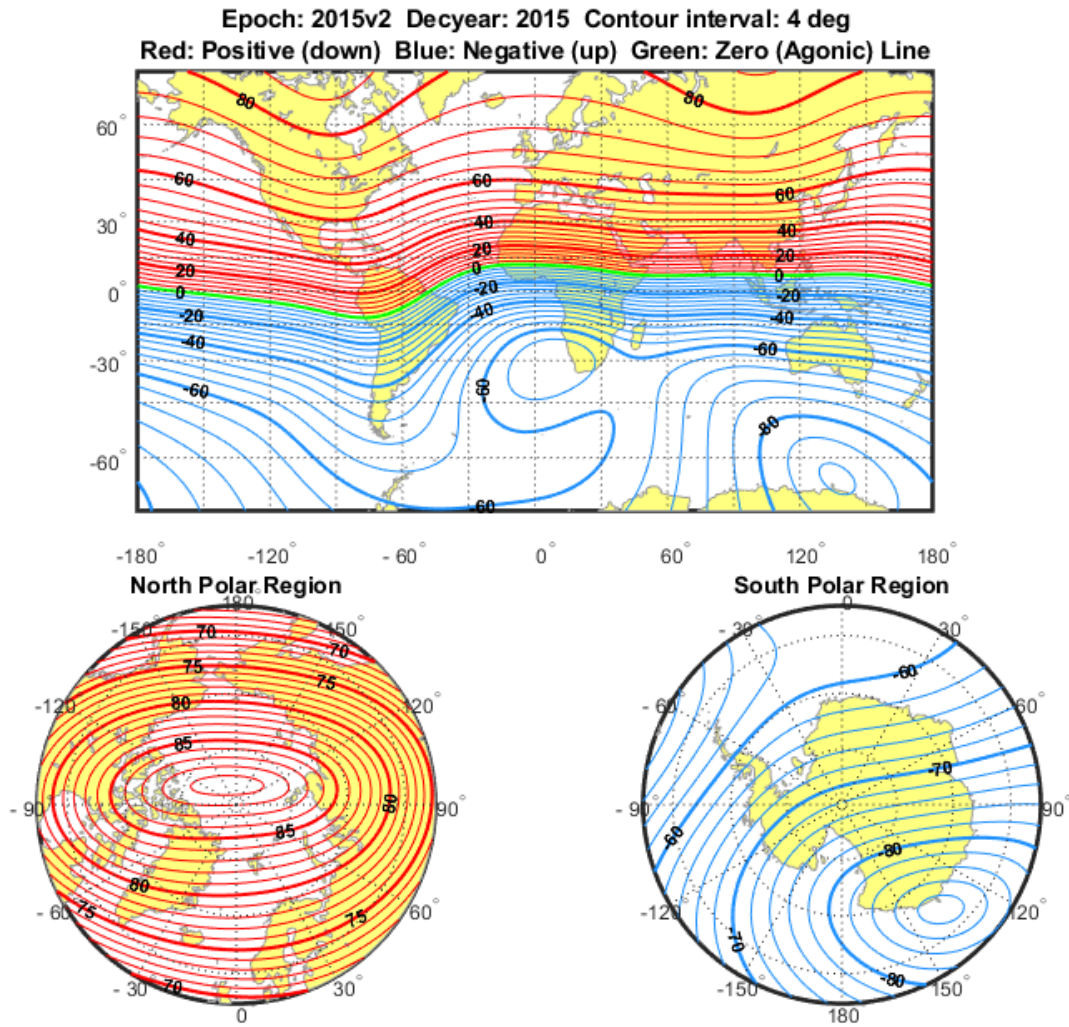 Epoch: 2015v2 Decyear: 2015 Contour interval: 4 deg
Red: Positive (down) Blue: Negative (up) Green: Zero (Agonic) Line
80 80
60°
60 60 60
30°
40 40 40
20 20 20
0 0
0°
0
-20 -20 -20
-40 -40 -40
-30°
-60 -60 -60
-80
-60°
-60
-180° -120° - 60° 0° 60° 120° 180°
North Polar Region South Polar Region
180° 0
-150° 70 150° - 30° 30°
70
75 75 -60
-120 80 120° - 60° 60°
85 -70
- 90° 80 90° - 90° 90°
85 -60
80 -80
- 60° 75 75 60° -120° -70 120°
- 30° 70 30° -150° -80 150°
0 180